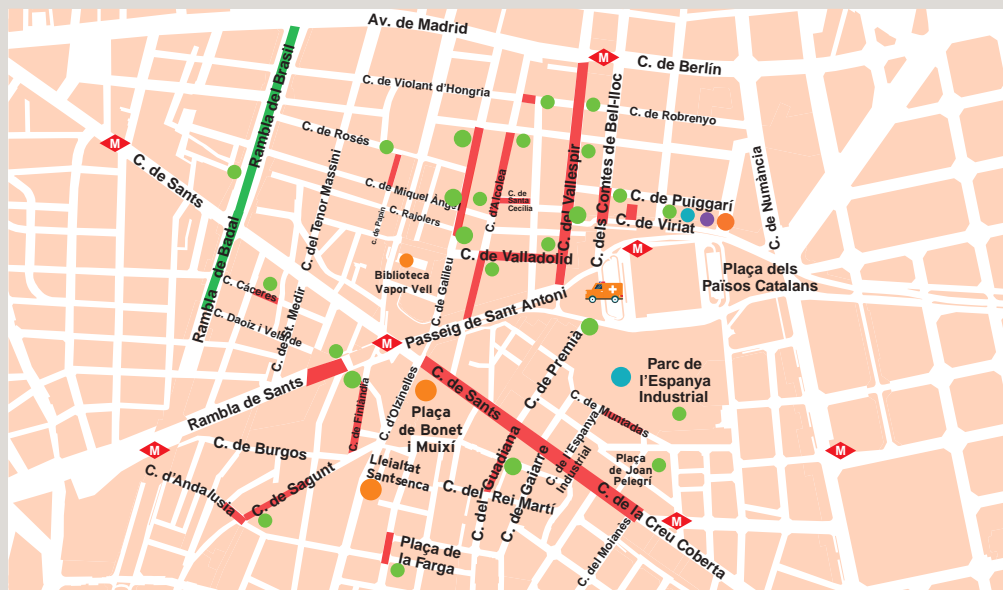 Av. de Madrid
M
C. de Berlín
C. de Violant d'Hongria
Rambla del Brasil
C. de Robrenyo
C. de Rosés
M
C. de Sants
C. del Tenor Massini
C. de Miquel Àngel
C. Rajolers
c. de Papin
C. d'Alcolea
C. de
Santa
Cecília
C. del Vallespir
C. dels Comtes de Bell-lloc
C. de Puiggarí
C. de Viriat
C. de Numància
M
C. de Valladolid
Biblioteca
Vapor Vell
C. de Galileu
Plaça dels
Països Catalans
Rambla de Badal
C. Cáceres
C. Daoiz i Velarde
C. de St. Medir
M
Passeig de Sant Antoni
C. de Premià
Parc de
l'Espanya
Industrial
Rambla de Sants
C. de Finlàndia
C. d'Olzinelles
C. de Sants
Plaça
de Bonet
i Muixí
C. de Muntadas
C. de l'Espanya
Industrial
Plaça
de Joan
Pelegrí
M
M
C. de Burgos
C. d'Andalusia
C. de Sagunt
Lleialtat
Santsenca
C. del Guadiana
C. de Gaiarre
C. del Rei Martí
C. de la Creu Coberta
M
C. del Moianès
Plaça de
la Farga